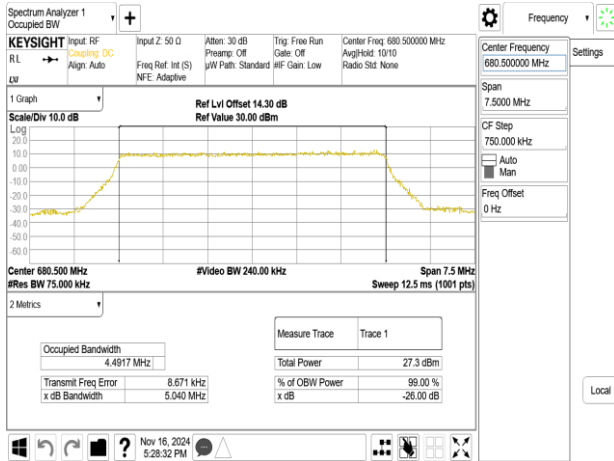 Spectrum Analyzer 1
Occupied BW
+
Frequency
KEYSIGHT
RL
LXI
Input: RF
Coupling: DC
Align: Auto
Input Z: 50 Ω
Freq Ref: Int (S)
NFE: Adaptive
Atten: 30 dB
Preamp: Off
µW Path: Standard
Trig: Free Run
Gate: Off
#IF Gain: Low
Center Freq: 680.500000 MHz
Avg|Hold: 10/10
Radio Std: None
Center Frequency
680.500000 MHz
Settings
Span
7.5000 MHz
CF Step
750.000 kHz
Auto
Man
Freq Offset
0 Hz
Local
1 Graph
Scale/Div 10.0 dB
Ref Lvl Offset 14.30 dB
Ref Value 30.00 dBm
Log
20.0
10.0
0.00
-10.0
-20.0
-30.0
-40.0
-50.0
-60.0
Center 680.500 MHz
#Video BW 240.00 kHz
Span 7.5 MHz
#Res BW 75.000 kHz
Sweep 12.5 ms (1001 pts)
2 Metrics
Occupied Bandwidth
4.4917 MHz
Transmit Freq Error 8.671 kHz
x dB Bandwidth 5.040 MHz
Measure Trace Trace 1
Total Power 27.3 dBm
% of OBW Power 99.00 %
x dB -26.00 dB
?
Nov 16, 2024
5:28:32 PM